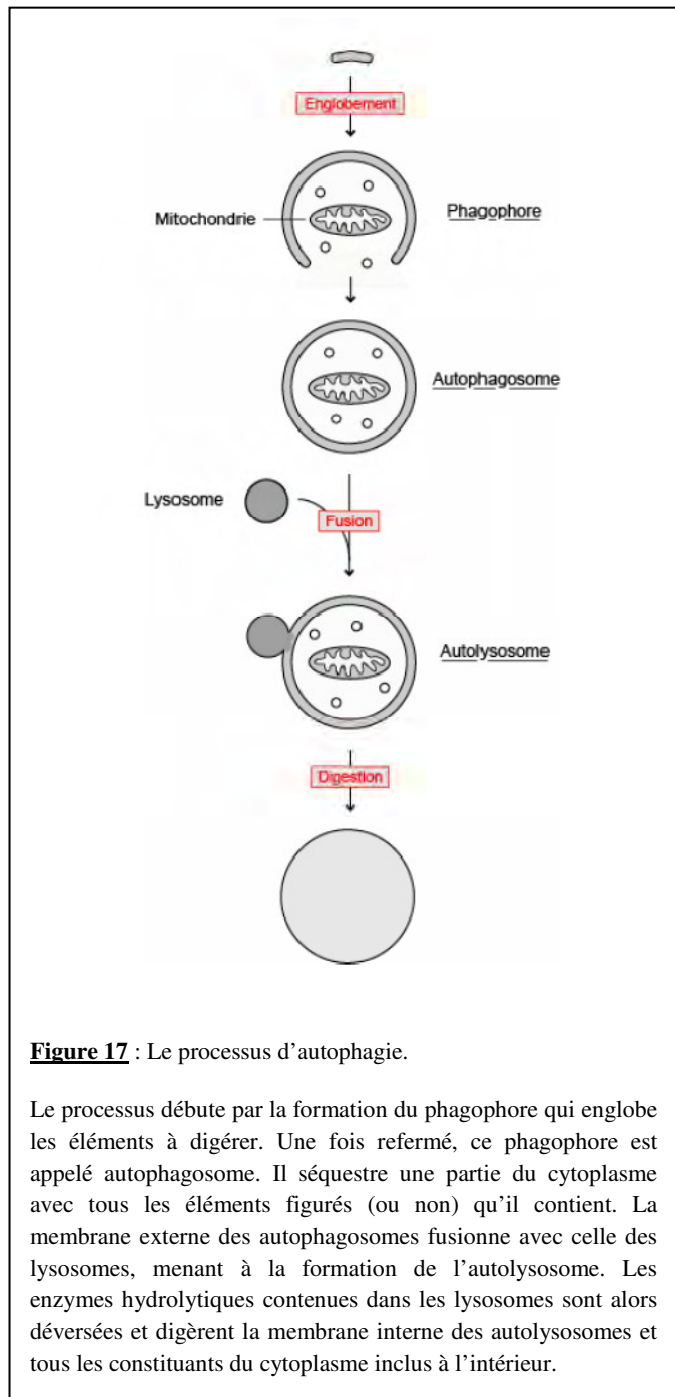 Englobement
Mitochondrie
Phagophore
Autophagosome
Lysosome
Fusion
Autolysosome
Digestion
Figure 17 : Le processus d'autophagie.
Le processus débute par la formation du phagophore qui englobe
les éléments à digérer. Une fois refermé, ce phagophore est
appelé autophagosome. Il séquestre une partie du cytoplasme
avec tous les éléments figurés (ou non) qu'il contient. La
membrane externe des autophagosomes fusionne avec celle des
lysosomes, menant à la formation de l'autolysosome. Les
enzymes hydrolytiques contenues dans les lysosomes sont alors
déversées et digèrent la membrane interne des autolysosomes et
tous les constituants du cytoplasme inclus à l'intérieur.